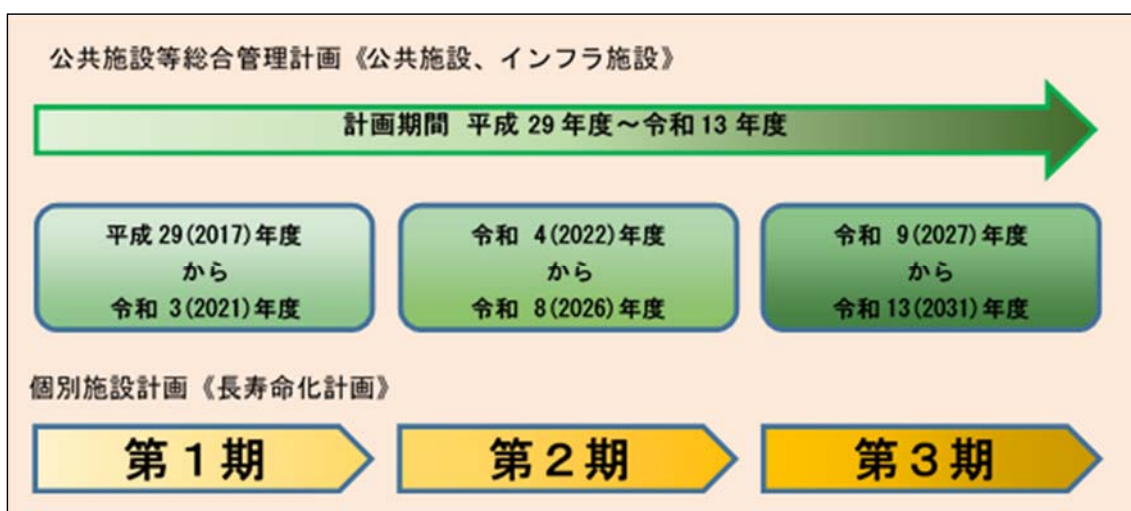 公共施設等総合管理計画《公共施設、インフラ施設》
計画期間 平成 29 年度～令和 13 年度
平成 29(2017)年度
から
令和 3(2021)年度
令和 4(2022)年度
から
令和 8(2026)年度
令和 9(2027)年度
から
令和 13(2031)年度
個別施設計画《長寿命化計画》
第１期
第２期
第３期